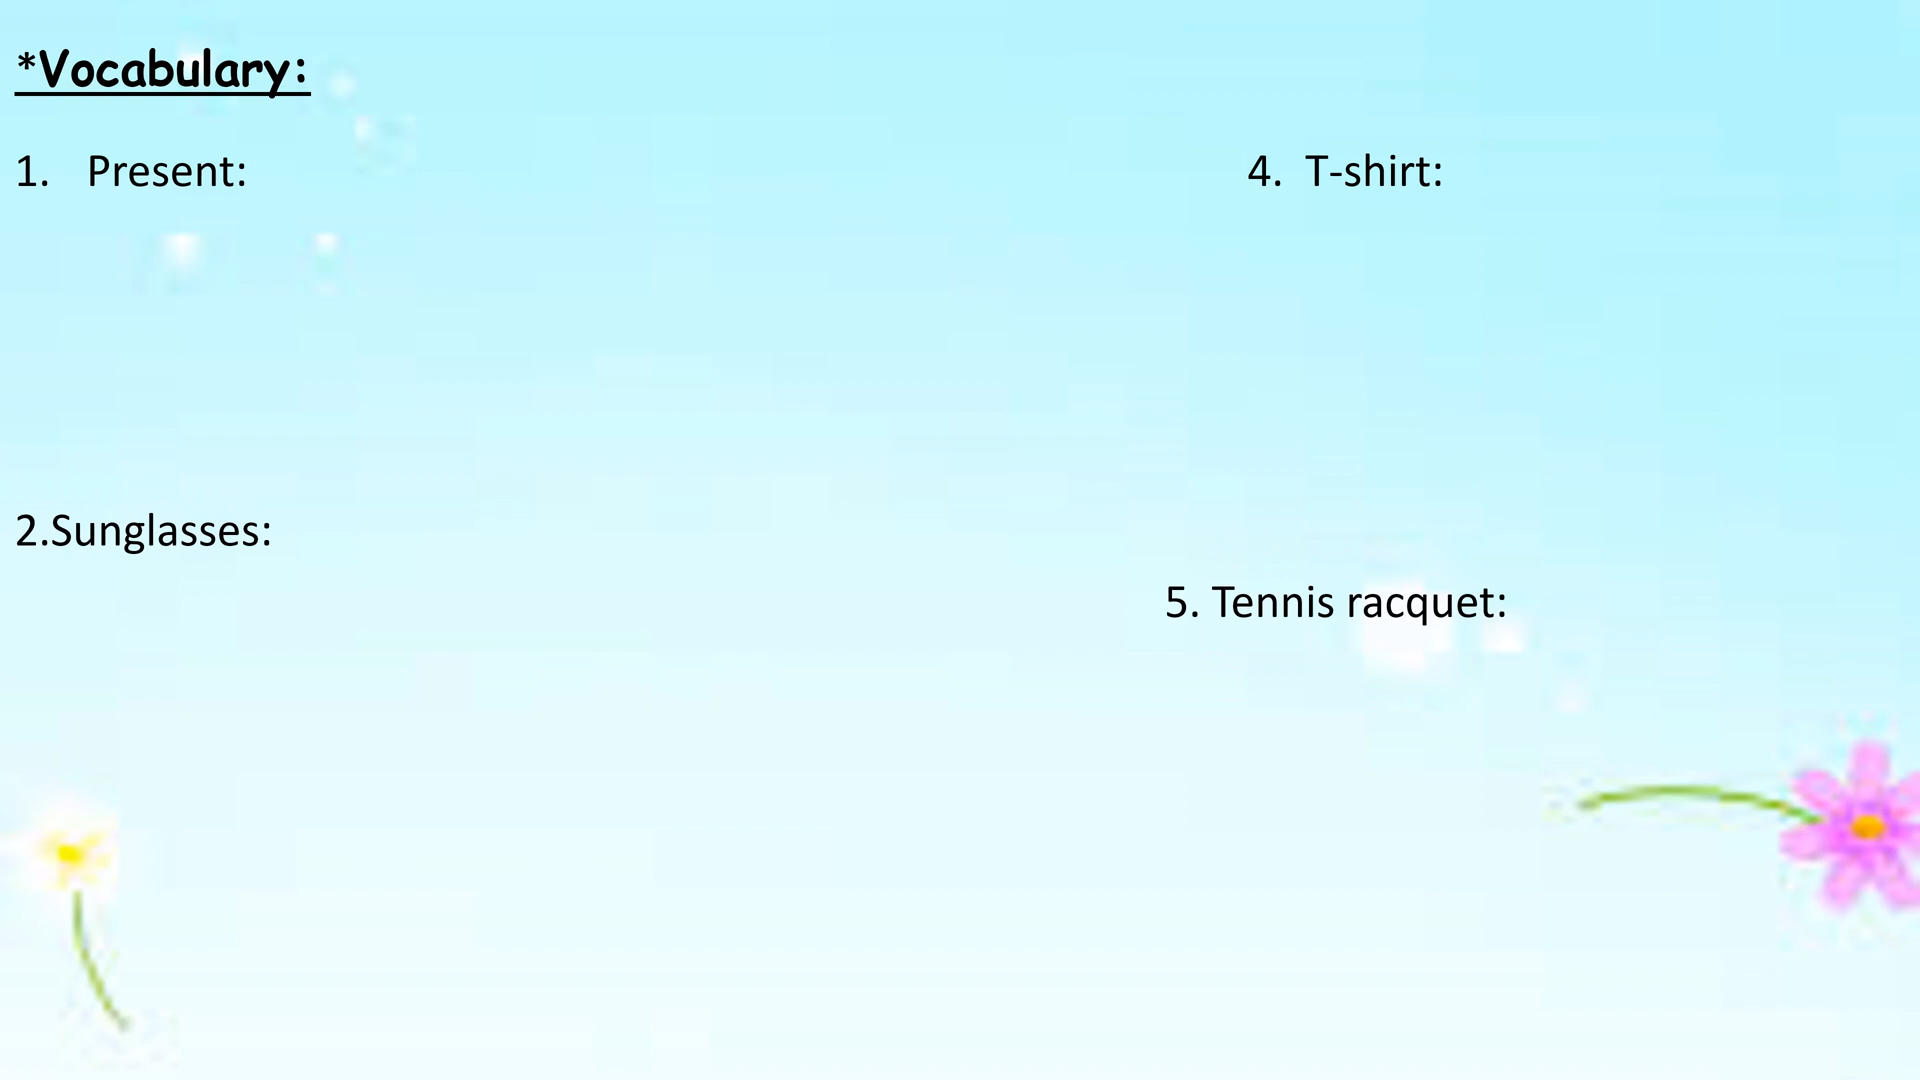 *Vocabulary:
1. Present:
2.Sunglasses:
4. T-shirt:
5. Tennis racquet: